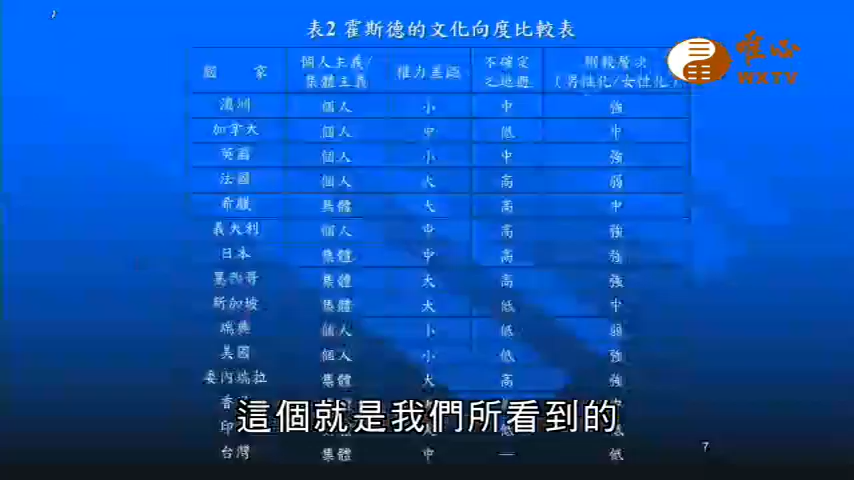 表2 霍斯德的文化向度比較表
唯心
WXTV
國 家 個人主義/集體主義 權力差距 不確定之迴避 剛毅層次(男性化/女性化)
澳洲 個人 小 中 強
加拿大 個人 中 低 中
英國 個人 小 中 強
法國 個人 大 高 弱
希臘 集體 大 高 中
義大利 個人 中 高 強
日本 集體 中 高 強
墨西哥 集體 大 高 強
新加坡 集體 大 低 中
瑞典 個人 小 低 弱
美國 個人 小 低 強
委內瑞拉 集體 大 高 強
香
印
這個就是我們所看到的
台灣 集體 中 — 低
7